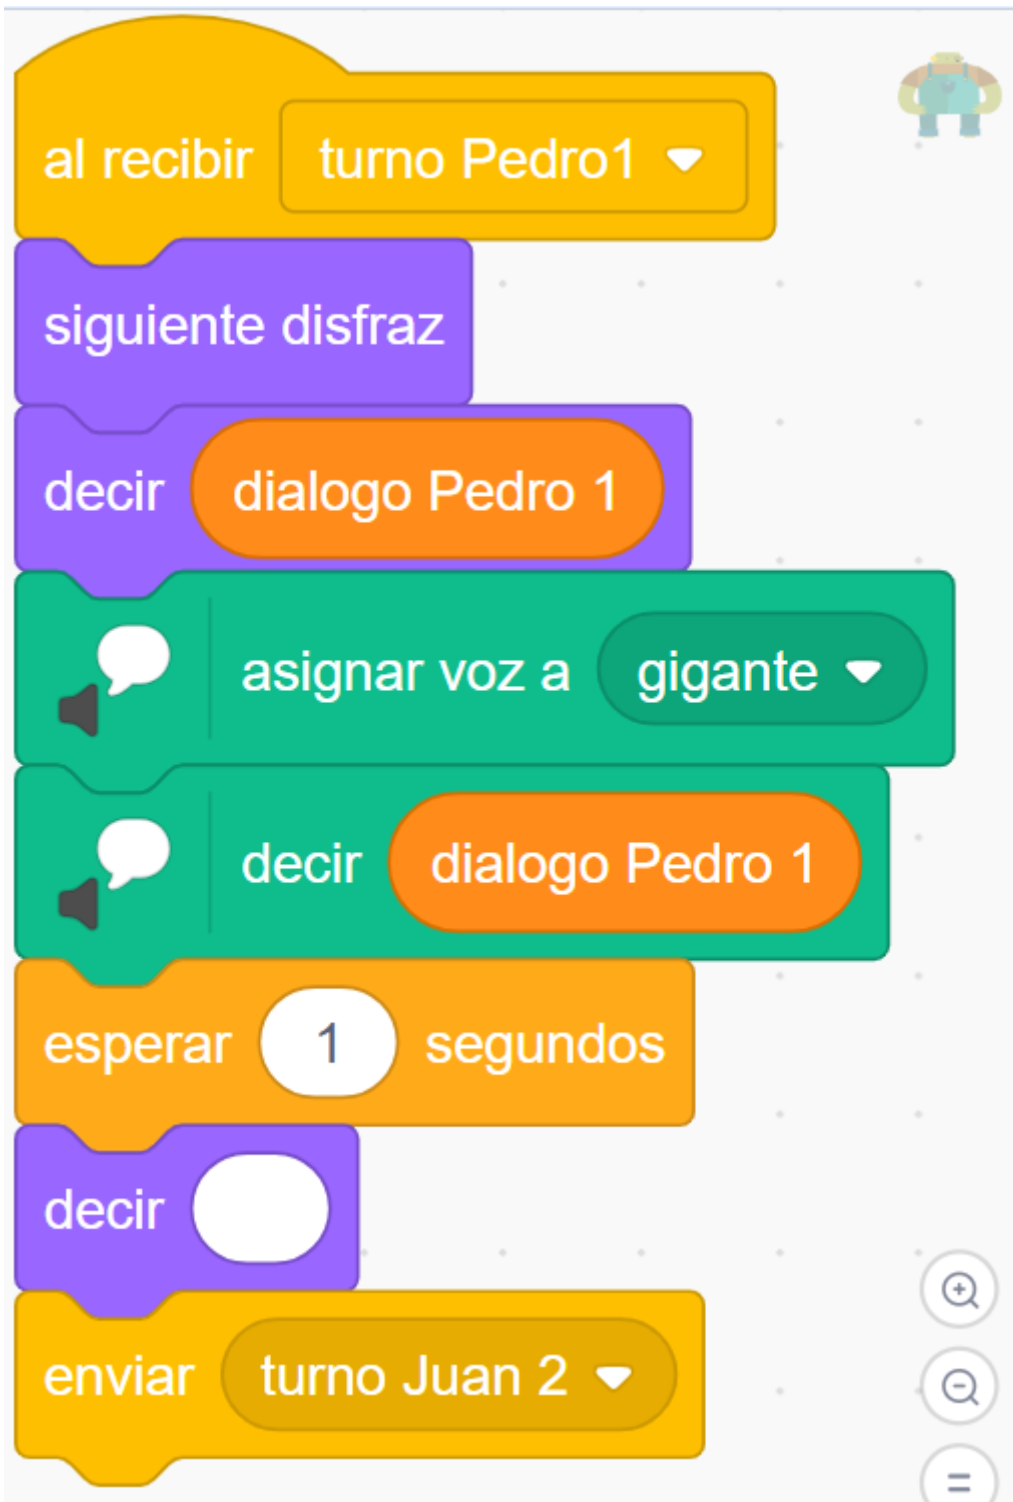 al recibir turno Pedro1
siguiente disfraz
decir dialogo Pedro 1
asignar voz a gigante
decir dialogo Pedro 1
esperar 1 segundos
decir
enviar turno Juan 2